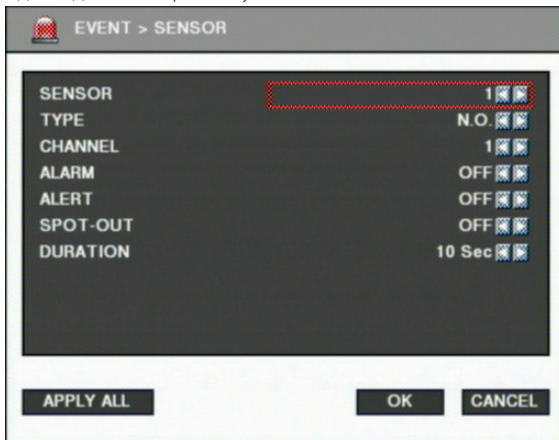 EVENT > SENSOR
SENSOR 1
TYPE N.O.
CHANNEL 1
ALARM OFF
ALERT OFF
SPOT-OUT OFF
DURATION 10 Sec
APPLY ALL OK CANCEL